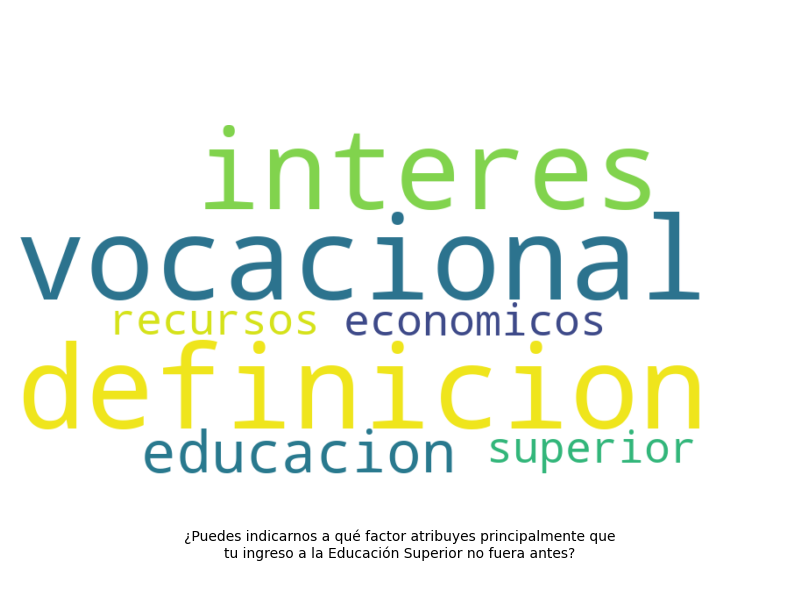 interes
vocacional
recursos economicos
definicion
educacion superior
¿Puedes indicarnos a qué factor atribuyes principalmente que
tu ingreso a la Educación Superior no fuera antes?